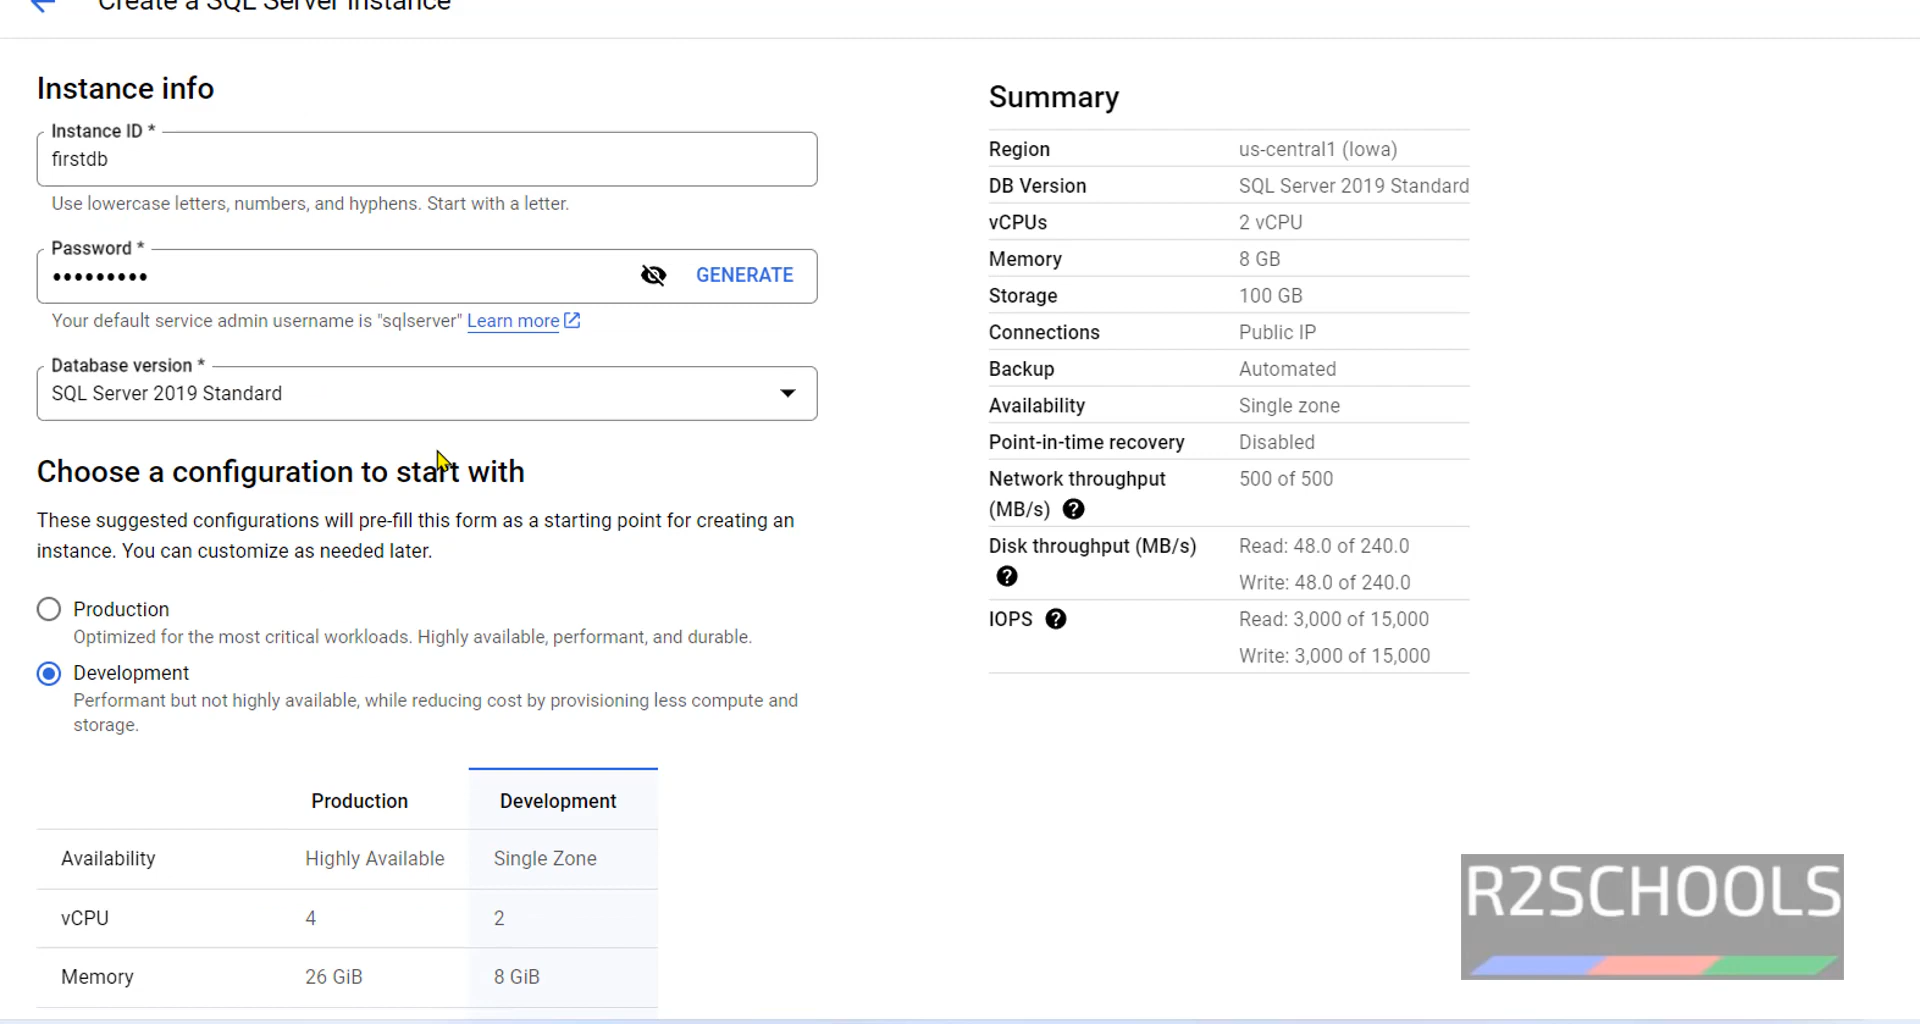 Create a SQL Server instance
Instance info
Instance ID *
firstdb
Use lowercase letters, numbers, and hyphens. Start with a letter.
Password *
•••••••••
GENERATE
Your default service admin username is "sqlserver" Learn more
Database version *
SQL Server 2019 Standard
Choose a configuration to start with
These suggested configurations will pre-fill this form as a starting point for creating an
instance. You can customize as needed later.
Production
Optimized for the most critical workloads. Highly available, performant, and durable.
Development
Performant but not highly available, while reducing cost by provisioning less compute and
storage.
Production Development
Availability Highly Available Single Zone
vCPU 4 2
Memory 26 GiB 8 GiB
Summary
Region us-central1 (Iowa)
DB Version SQL Server 2019 Standard
vCPUs 2 vCPU
Memory 8 GB
Storage 100 GB
Connections Public IP
Backup Automated
Availability Single zone
Point-in-time recovery Disabled
Network throughput 500 of 500
(MB/s) ?
Disk throughput (MB/s) Read: 48.0 of 240.0
? Write: 48.0 of 240.0
IOPS ? Read: 3,000 of 15,000
Write: 3,000 of 15,000
R2SCHOOLS